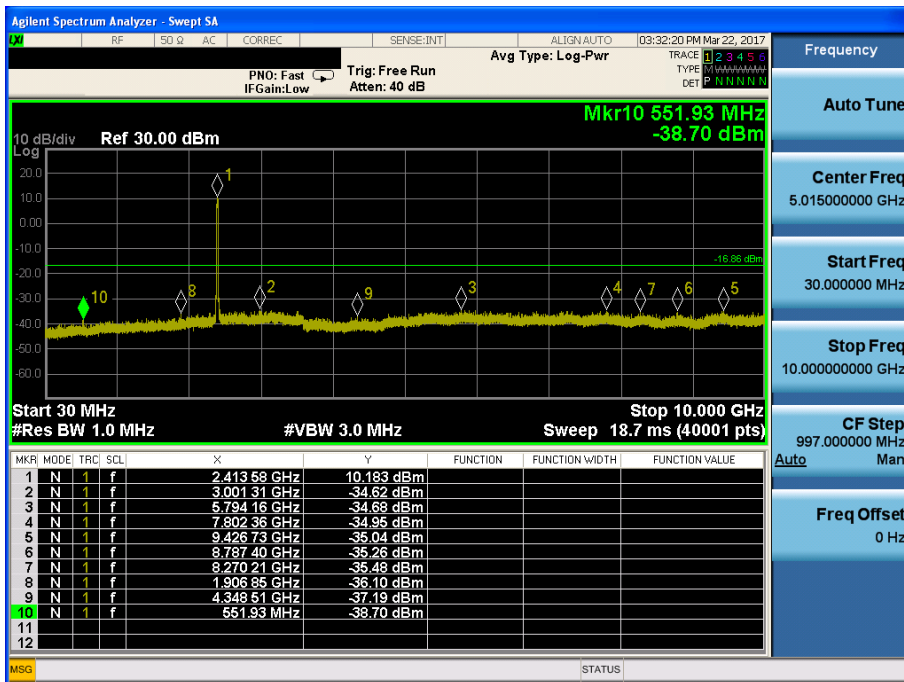 Agilent Spectrum Analyzer - Swept SA
LXI RF 50 Ω AC CORREC SENSE:INT ALIGN AUTO 03:32:20 PM Mar 22, 2017
PNO: Fast
IFGain:Low
Trig: Free Run
Atten: 40 dB
Avg Type: Log-Pwr
TRACE 1 2 3 4 5 6
TYPE M
DET P N N N N N
Mkr10 551.93 MHz
-38.70 dBm
10 dB/div Ref 30.00 dBm
Log
20.0
10.0
0.00
-10.0
-20.0
-30.0
-40.0
-50.0
-60.0
-16.86 dBm
1
10
8
2
9
3
4
7
6
5
Start 30 MHz Stop 10.000 GHz
#Res BW 1.0 MHz #VBW 3.0 MHz Sweep 18.7 ms (40001 pts)
MKR MODE TRC SCL X Y FUNCTION FUNCTION WIDTH FUNCTION VALUE
1 N 1 f 2.413 58 GHz 10.183 dBm
2 N 1 f 3.001 31 GHz -34.62 dBm
3 N 1 f 5.794 16 GHz -34.68 dBm
4 N 1 f 7.802 36 GHz -34.95 dBm
5 N 1 f 9.426 73 GHz -35.04 dBm
6 N 1 f 8.787 40 GHz -35.26 dBm
7 N 1 f 8.270 21 GHz -35.48 dBm
8 N 1 f 1.906 85 GHz -36.10 dBm
9 N 1 f 4.348 51 GHz -37.19 dBm
10 N 1 f 551.93 MHz -38.70 dBm
11
12
MSG STATUS
Frequency
Auto Tune
Center Freq
5.015000000 GHz
Start Freq
30.000000 MHz
Stop Freq
10.000000000 GHz
CF Step
997.000000 MHz
Auto Man
Freq Offset
0 Hz